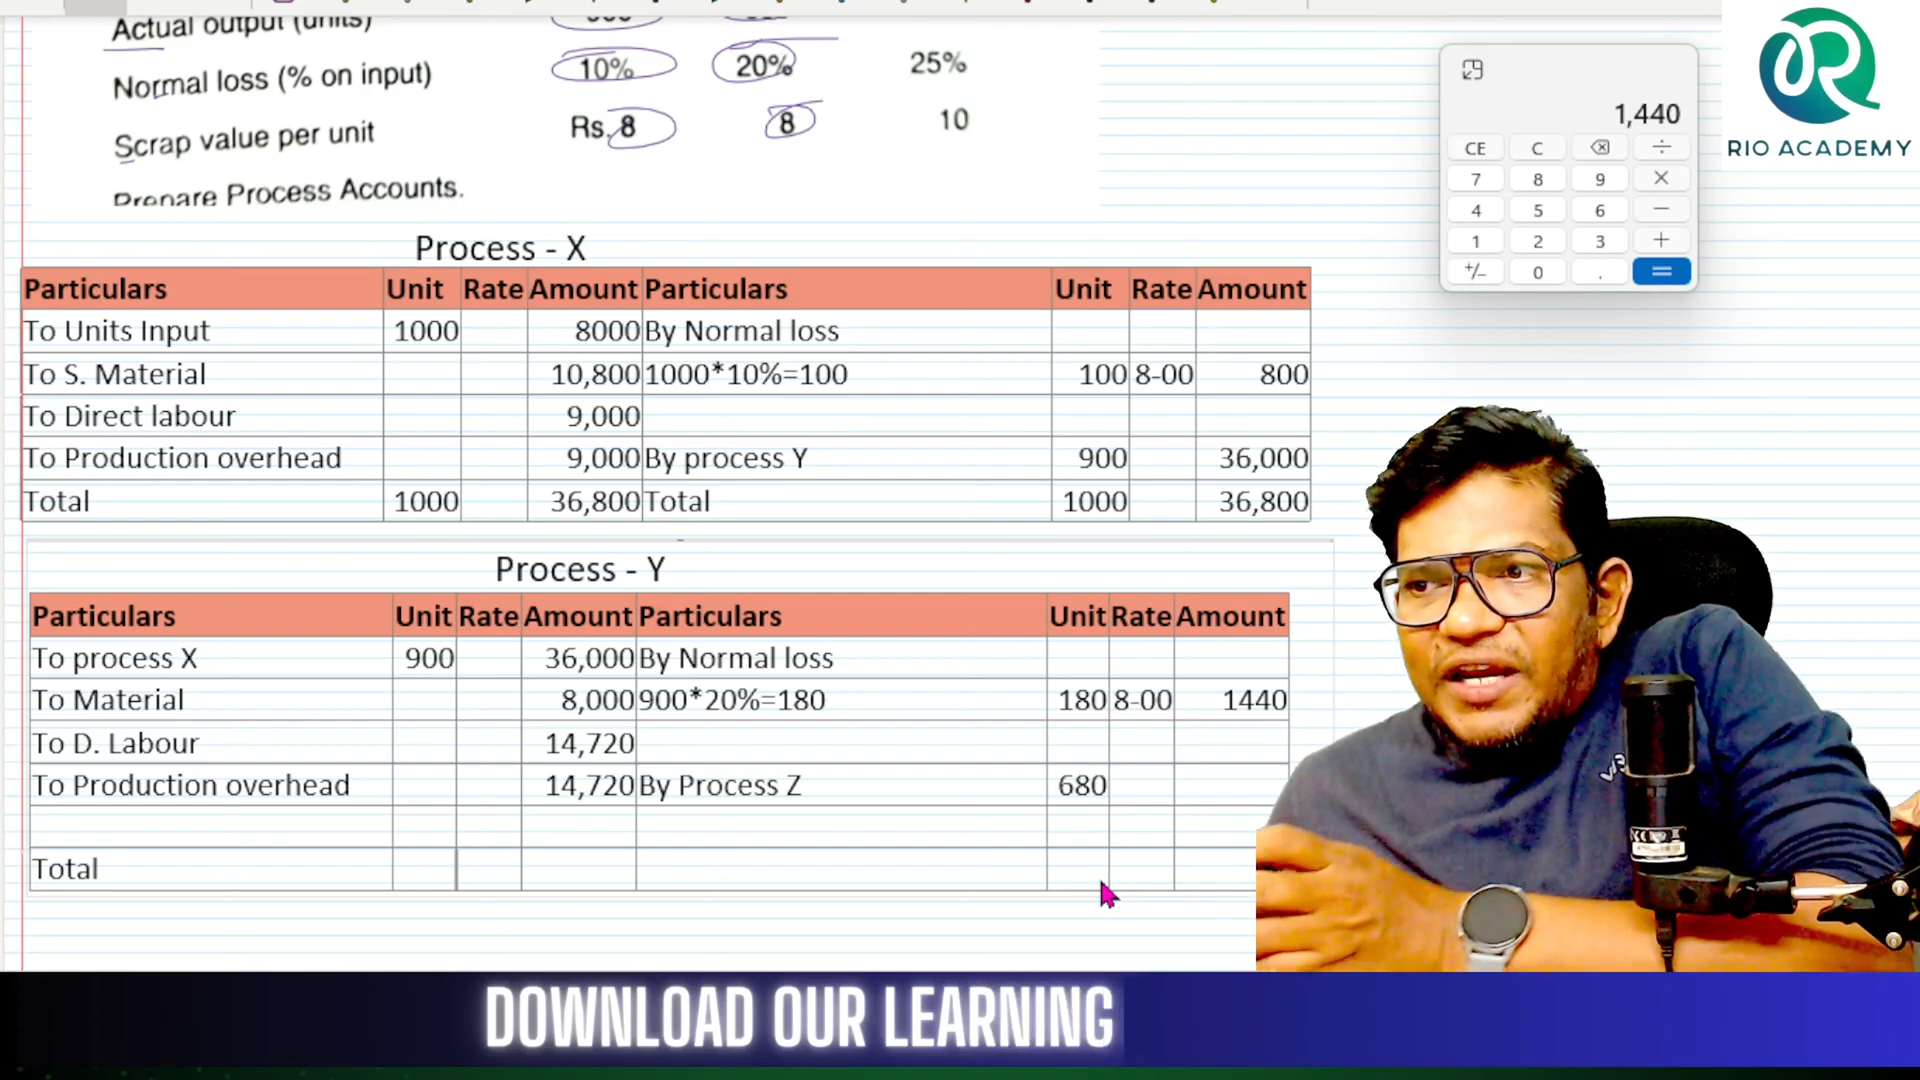 Actual output (units)
Normal loss (% on input) 10% 20% 25%
Scrap value per unit Rs. 8 8 10
Prepare Process Accounts.
1,440
CE C ÷
7 8 9 ×
4 5 6 −
1 2 3 +
+/− 0 . =
RIO ACADEMY
Process - X
Particulars Unit Rate Amount Particulars Unit Rate Amount
To Units Input 1000 8000 By Normal loss
To S. Material 10,800 1000*10%=100 100 8-00 800
To Direct labour 9,000
To Production overhead 9,000 By process Y 900 36,000
Total 1000 36,800 Total 1000 36,800
Process - Y
Particulars Unit Rate Amount Particulars Unit Rate Amount
To process X 900 36,000 By Normal loss
To Material 8,000 900*20%=180 180 8-00 1440
To D. Labour 14,720
To Production overhead 14,720 By Process Z 680
Total
DOWNLOAD OUR LEARNING